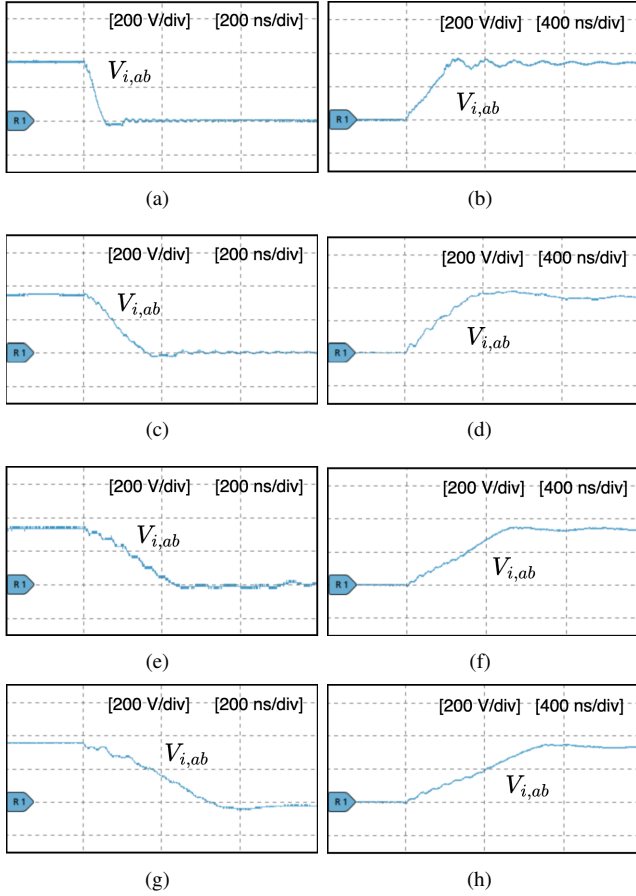 [200 V/div] [200 ns/div]
V_{i,ab}
R1
(a)
[200 V/div] [400 ns/div]
V_{i,ab}
R1
(b)
[200 V/div] [200 ns/div]
V_{i,ab}
R1
(c)
[200 V/div] [400 ns/div]
V_{i,ab}
R1
(d)
[200 V/div] [200 ns/div]
V_{i,ab}
R1
(e)
[200 V/div] [400 ns/div]
V_{i,ab}
R1
(f)
[200 V/div] [200 ns/div]
V_{i,ab}
R1
(g)
[200 V/div] [400 ns/div]
V_{i,ab}
R1
(h)